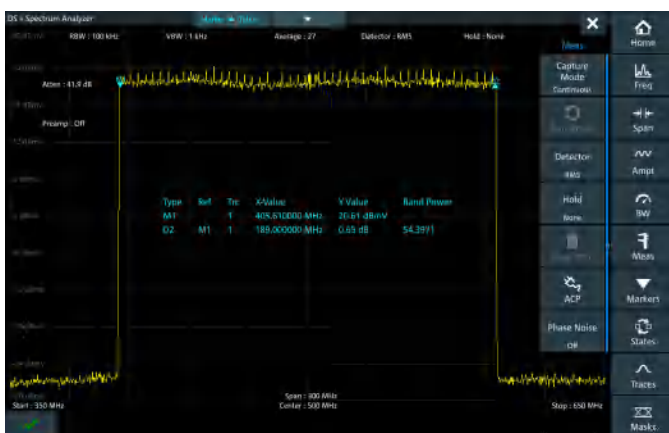 DS > Spectrum Analyzer
RBW : 100 kHz
VBW : 1 kHz
Average : 27
Detector : RMS
Hold : None
Meas
Home
Atten : 41.9 dB
Capture Mode
Continuous
Freq
Preamp : Off
Span
Detector
RMS
Ampt
Type Ref Trc X-Value Y Value Band Power
M1 1 405.610000 MHz 20.61 dBmV
D2 M1 1 189.000000 MHz 0.65 dB 54.3971
Hold
None
BW
Meas
ACP
Markers
Phase Noise
Off
States
Traces
Span : 300 MHz
Start : 350 MHz
Center : 500 MHz
Stop : 650 MHz
Masks